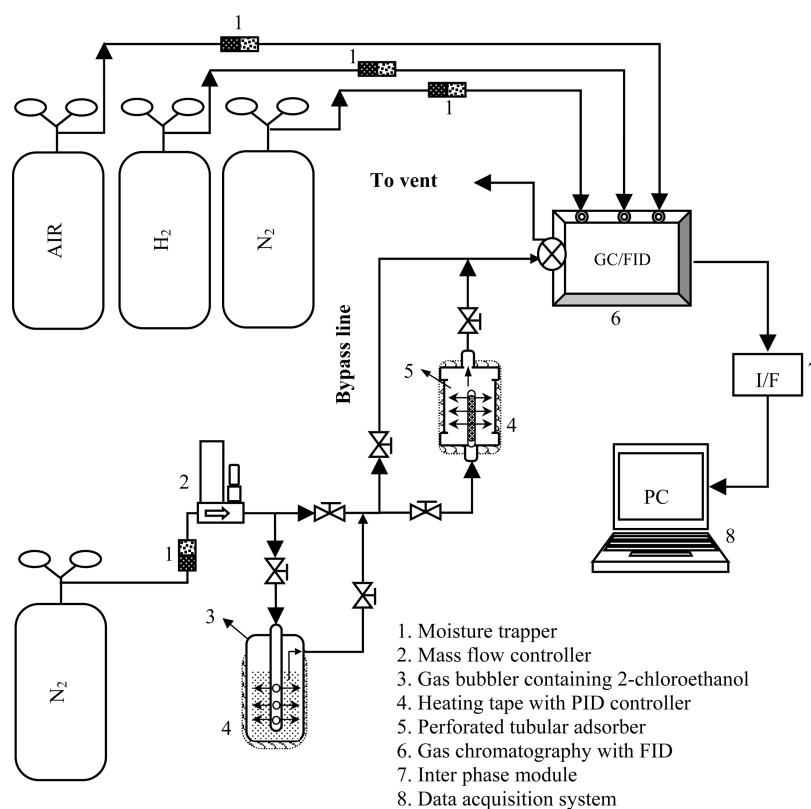 1
1
1
To vent
AIR
H₂
N₂
GC/FID
6
Bypass line
5
4
7
I/F
2
PC
8
1
3
N₂
4
1. Moisture trapper
2. Mass flow controller
3. Gas bubbler containing 2-chloroethanol
4. Heating tape with PID controller
5. Perforated tubular adsorber
6. Gas chromatography with FID
7. Inter phase module
8. Data acquisition system